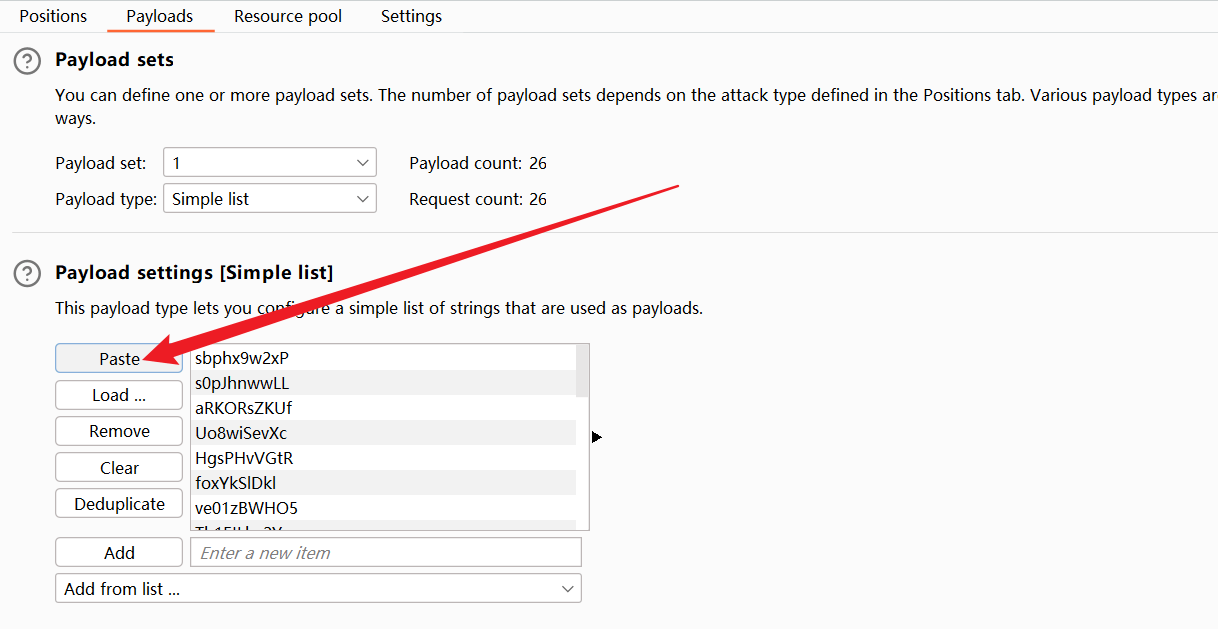 Positions Payloads Resource pool Settings
Payload sets
You can define one or more payload sets. The number of payload sets depends on the attack type defined in the Positions tab. Various payload types ar
ways.
Payload set: 1 Payload count: 26
Payload type: Simple list Request count: 26
Payload settings [Simple list]
This payload type lets you configure a simple list of strings that are used as payloads.
Paste sbphx9w2xP
s0pJhnwwLL
Load ... aRKORsZKUf
Remove Uo8wiSevXc
HgsPHvVGtR
Clear foxYkSlDkl
Deduplicate ve01zBWHO5
Add Enter a new item
Add from list ...